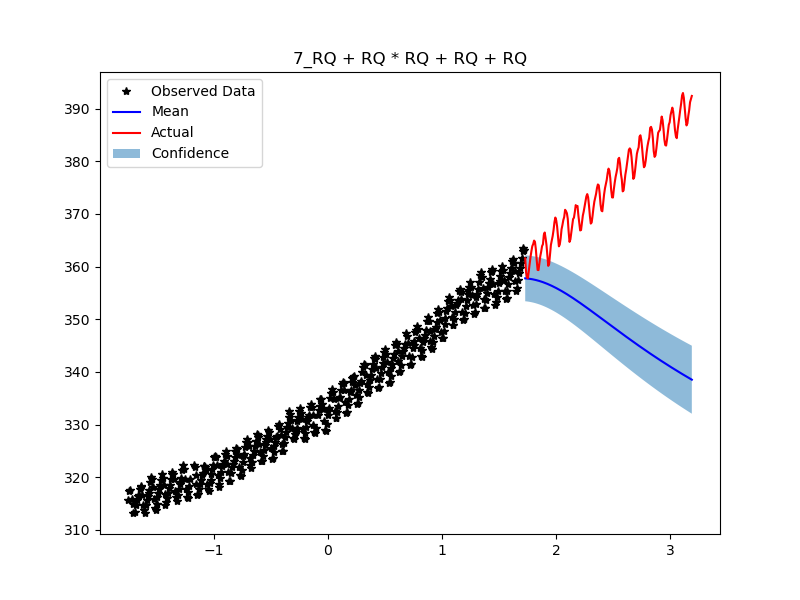 7_RQ + RQ * RQ + RQ + RQ
Observed Data
Mean
Actual
Confidence
390
380
370
360
350
340
330
320
310
−1
0
1
2
3